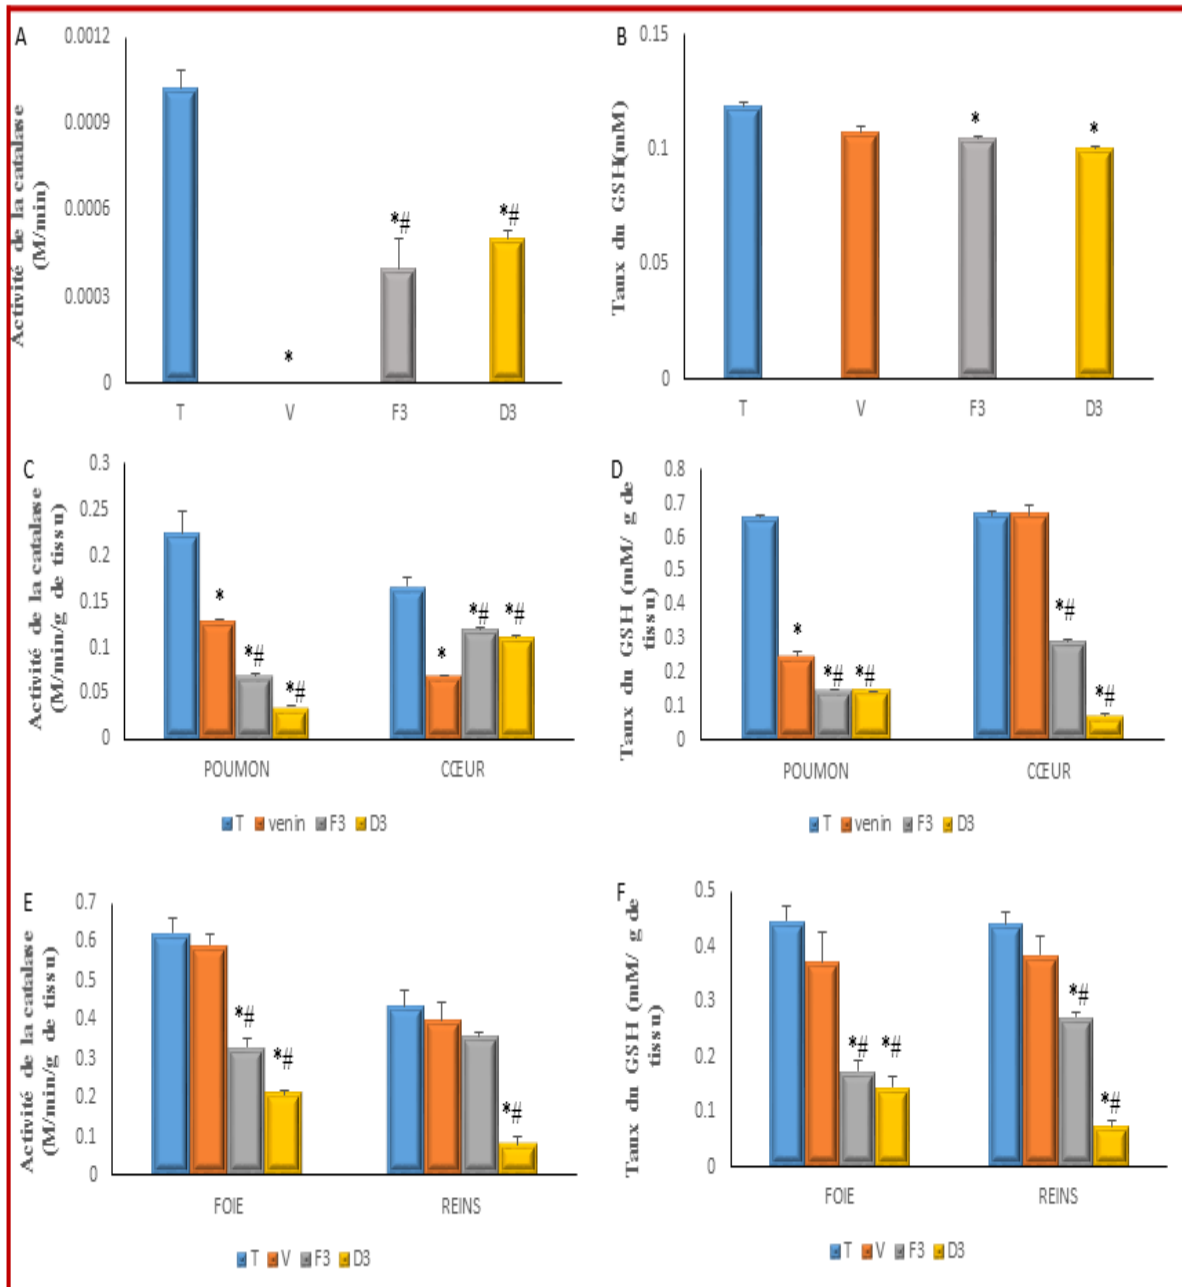 A
Activité de la catalase
(M/min)
0.0012
0.0009
0.0006
0.0003
0
*
*#
*#
T
V
F3
D3
B
Taux du GSH(mM)
0.15
0.1
0.05
0
*
*
T
V
F3
D3
C
Activité de la catalase
(M/min/g de tissu)
0.3
0.25
0.2
0.15
0.1
0.05
0
*
*#
*#
*
*#
*#
POUMON
CŒUR
T
venin
F3
D3
D
Taux du GSH (mM/ g de
tissu)
0.8
0.7
0.6
0.5
0.4
0.3
0.2
0.1
0
*
*#
*#
*#
*#
POUMON
CŒUR
T
venin
F3
D3
E
Activité de la catalase
(M/min/g de tissu)
0.7
0.6
0.5
0.4
0.3
0.2
0.1
0
*#
*#
*#
FOIE
REINS
T
V
F3
D3
F
Taux du GSH (mM/ g de
tissu)
0.5
0.4
0.3
0.2
0.1
0
*#
*#
*#
*#
FOIE
REINS
T
V
F3
D3